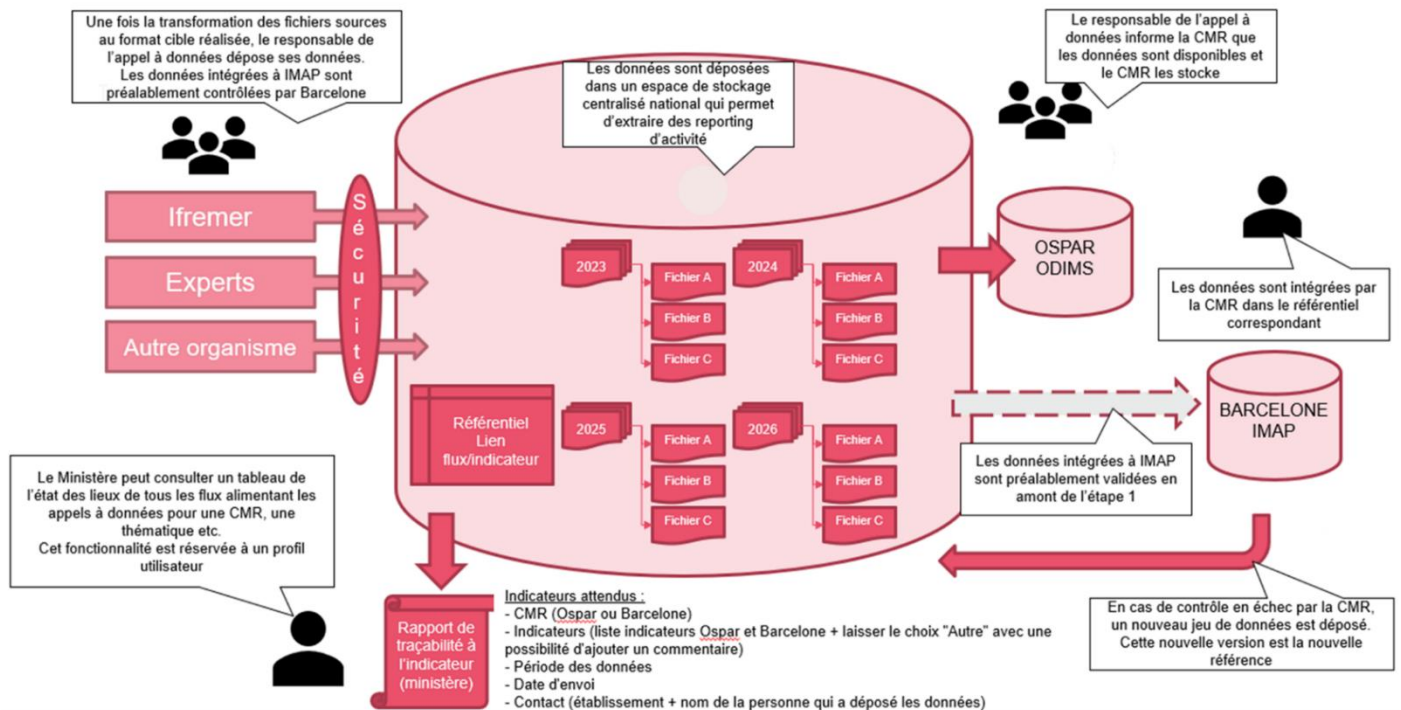 Une fois la transformation des fichiers sources
au format cible réalisée, le responsable de
l'appel à données dépose ses données.
Les données intégrées à IMAP sont
préalablement contrôlées par Barcelone
Les données sont déposées
dans un espace de stockage
centralisé national qui permet
d'extraire des reporting
d'activité
Le responsable de l'appel à
données informe la CMR que
les données sont disponibles et
le CMR les stocke
Ifremer
Experts
Autre organisme
Sécurité
2023
Fichier A
Fichier B
Fichier C
2024
Fichier A
Fichier B
Fichier C
OSPAR
ODIMS
Les données sont intégrées par
la CMR dans le référentiel
correspondant
Référentiel
Lien
flux/indicateur
2025
Fichier A
Fichier B
Fichier C
2026
Fichier A
Fichier B
Fichier C
BARCELONE
IMAP
Les données intégrées à IMAP
sont préalablement validées en
amont de l'étape 1
Le Ministère peut consulter un tableau de
l'état des lieux de tous les flux alimentant les
appels à données pour une CMR, une
thématique etc.
Cet fonctionnalité est réservée à un profil
utilisateur
En cas de contrôle en échec par la CMR,
un nouveau jeu de données est déposé.
Cette nouvelle version est la nouvelle
référence
Rapport de
traçabilité à
l'indicateur
(ministère)
Indicateurs attendus :
- CMR (Ospar ou Barcelone)
- Indicateurs (liste indicateurs Ospar et Barcelone + laisser le choix "Autre" avec une
possibilité d'ajouter un commentaire)
- Période des données
- Date d'envoi
- Contact (établissement + nom de la personne qui a déposé les données)